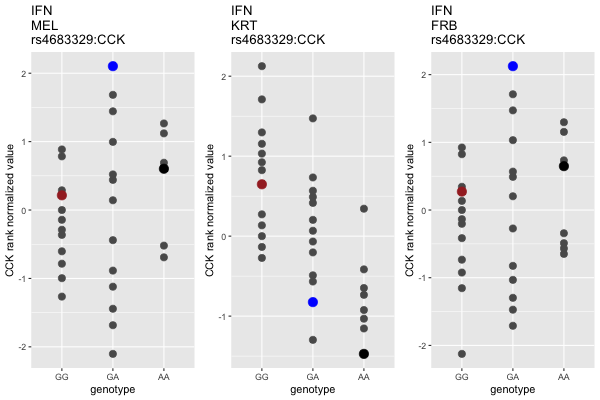 IFN
MEL
rs4683329:CCK
2
1
0
-1
-2
CCK rank normalized value
GG
GA
AA
genotype
IFN
KRT
rs4683329:CCK
2
1
0
-1
CCK rank normalized value
GG
GA
AA
genotype
IFN
FRB
rs4683329:CCK
2
1
0
-1
-2
CCK rank normalized value
GG
GA
AA
genotype